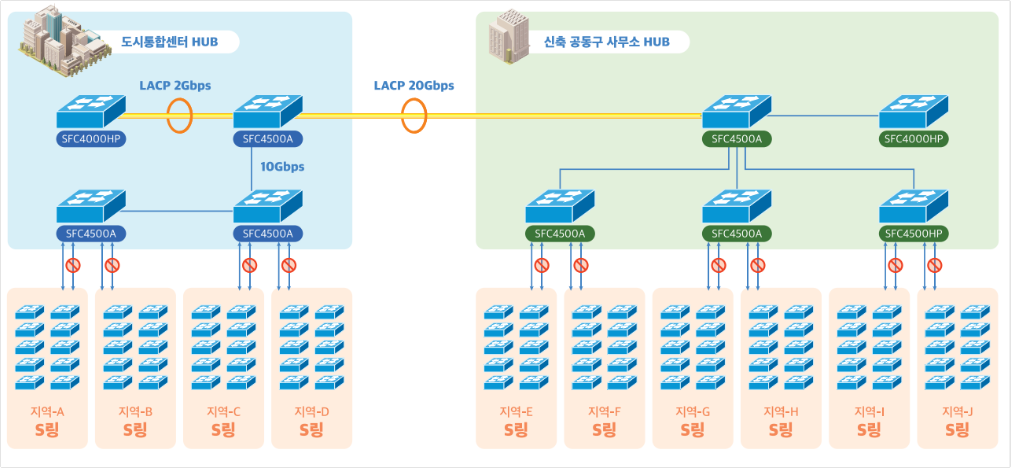 도시통합센터 HUB
신축 공동구 사무소 HUB
LACP 2Gbps
LACP 20Gbps
SFC4000HP
SFC4500A
SFC4500A
SFC4000HP
10Gbps
SFC4500A
SFC4500A
SFC4500A
SFC4500A
SFC4500HP
지역-A
S링
지역-B
S링
지역-C
S링
지역-D
S링
지역-E
S링
지역-F
S링
지역-G
S링
지역-H
S링
지역-I
S링
지역-J
S링